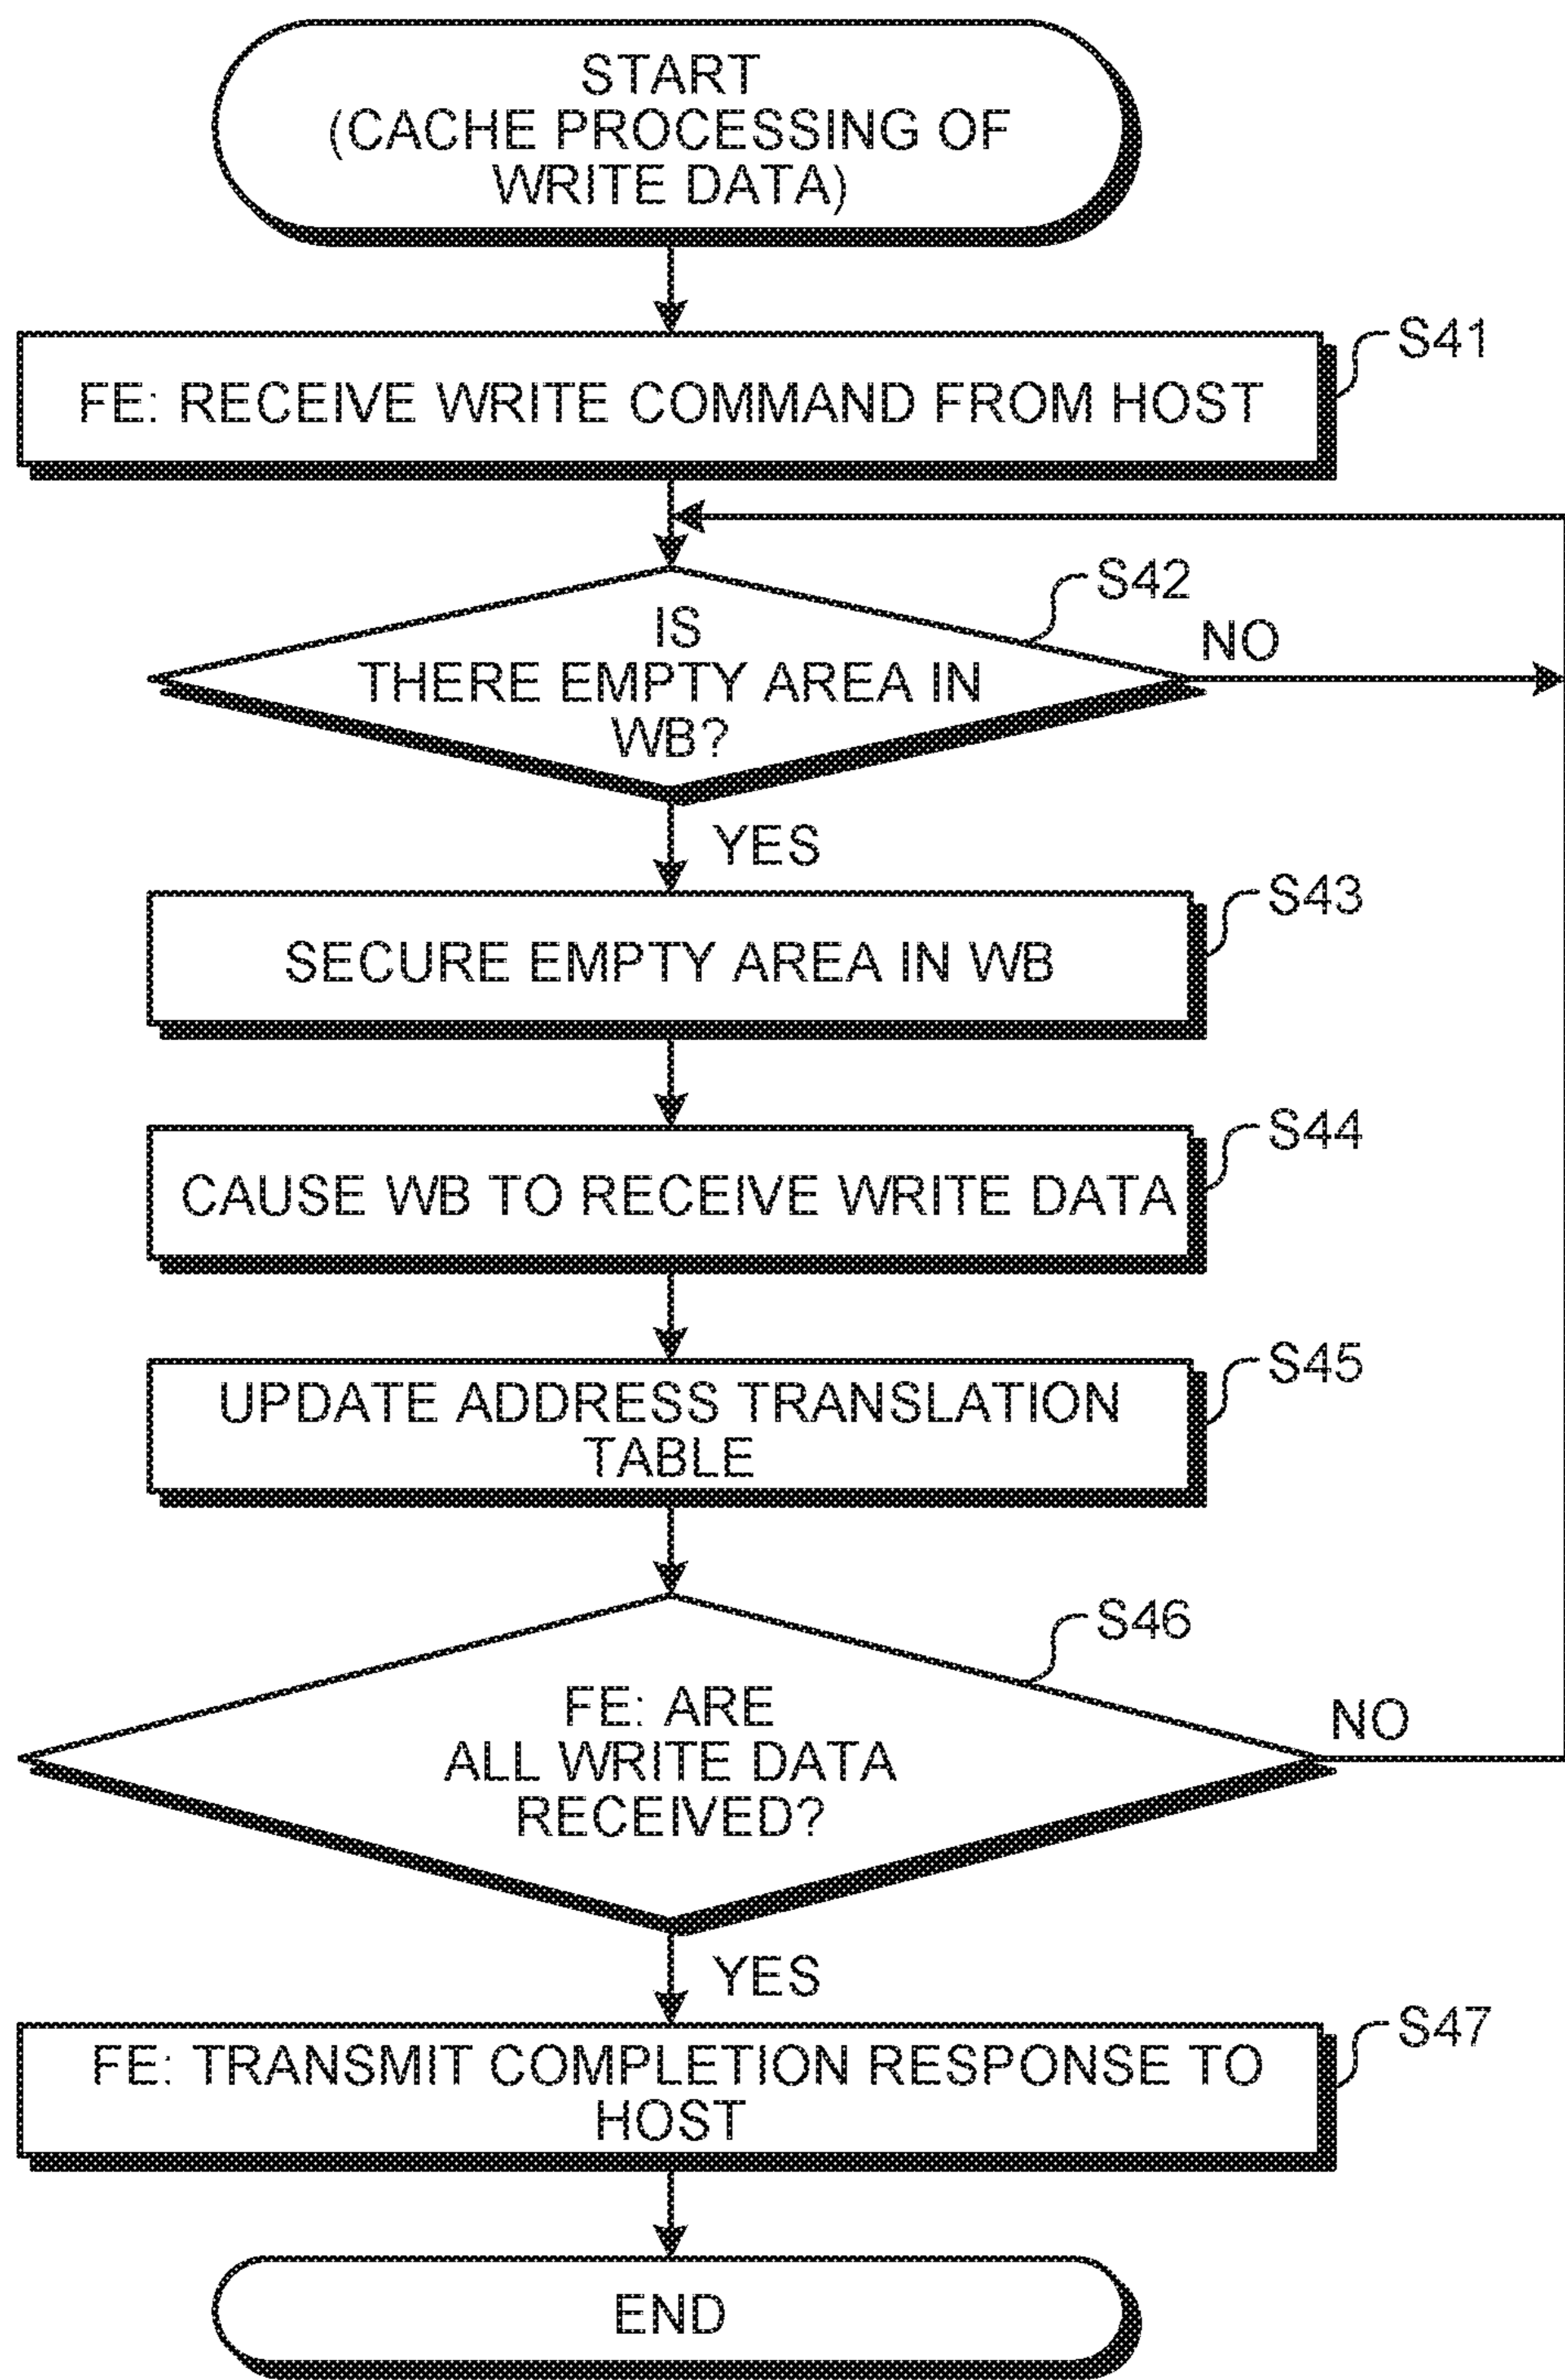 START
(CACHE PROCESSING OF
WRITE DATA)
S41
FE: RECEIVE WRITE COMMAND FROM HOST
S42
IS
THERE EMPTY AREA IN
WB?
NO
YES
S43
SECURE EMPTY AREA IN WB
S44
CAUSE WB TO RECEIVE WRITE DATA
S45
UPDATE ADDRESS TRANSLATION
TABLE
S46
FE: ARE
ALL WRITE DATA
RECEIVED?
NO
YES
S47
FE: TRANSMIT COMPLETION RESPONSE TO
HOST
END